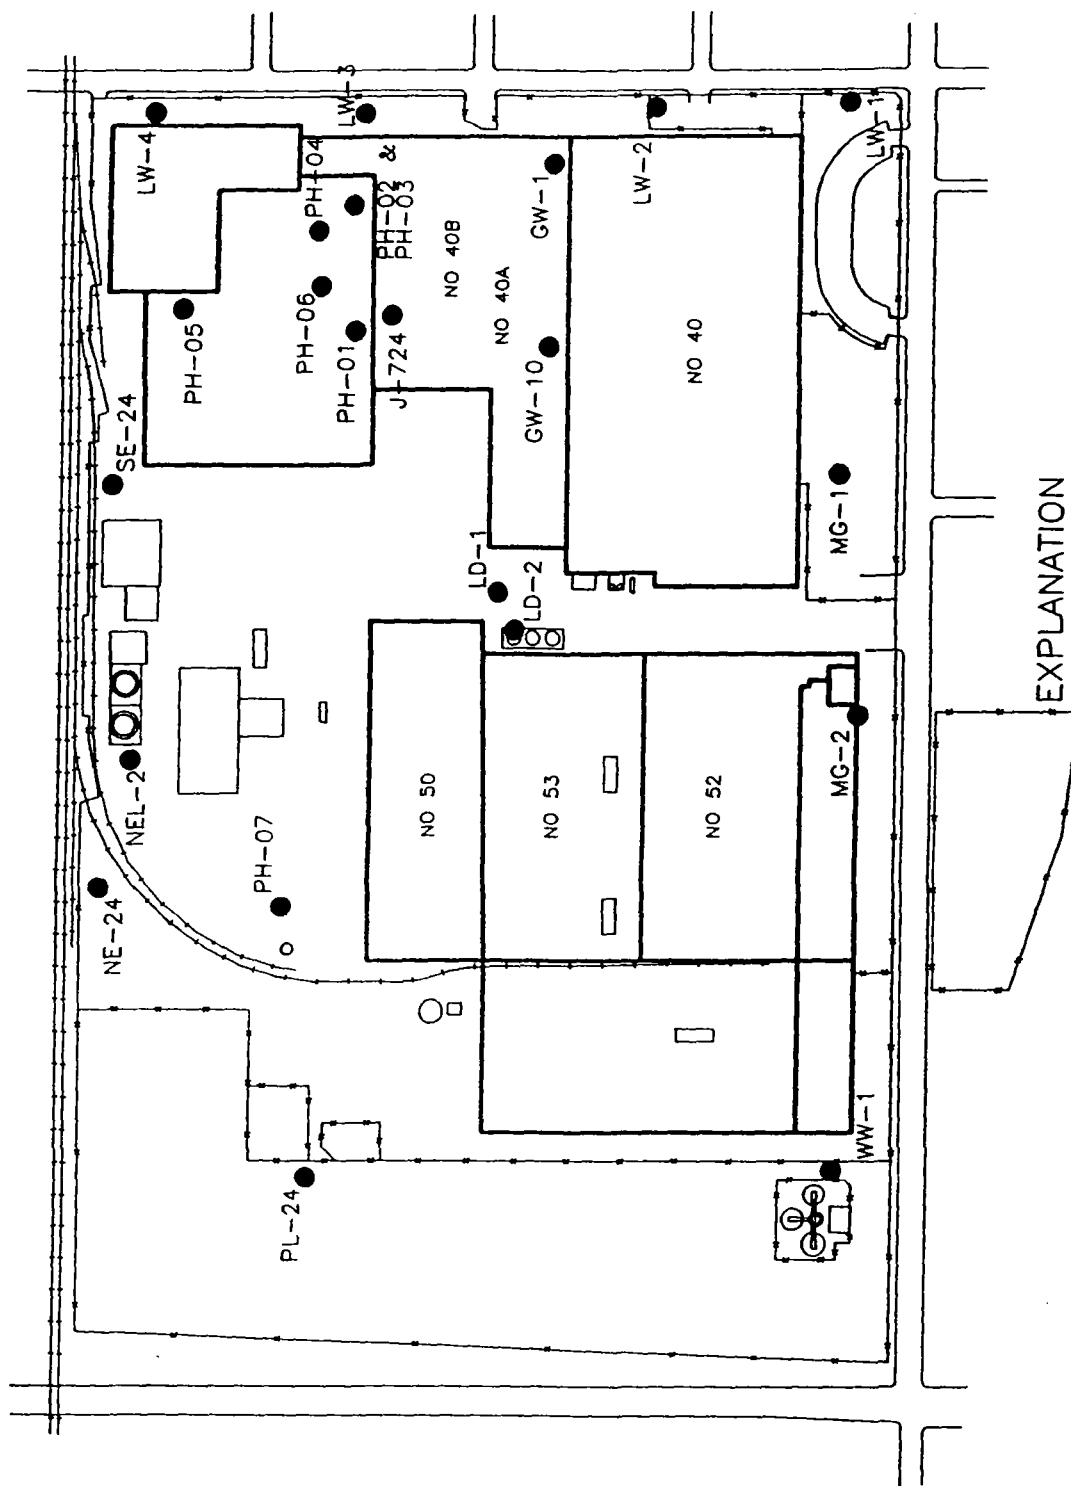 LW-4
LW-3
PH-04
PH-02
&
PH-03
PH-05
PH-06
PH-01
J-724
NO 40B
NO 40A
GW-1
GW-10
LW-2
LW-1
NO 40
SE-24
MG-1
LD-1
LD-2
NEL-2
NO 50
NO 53
NO 52
MG-2
PH-07
NE-24
PL-24
WW-1
EXPLANATION